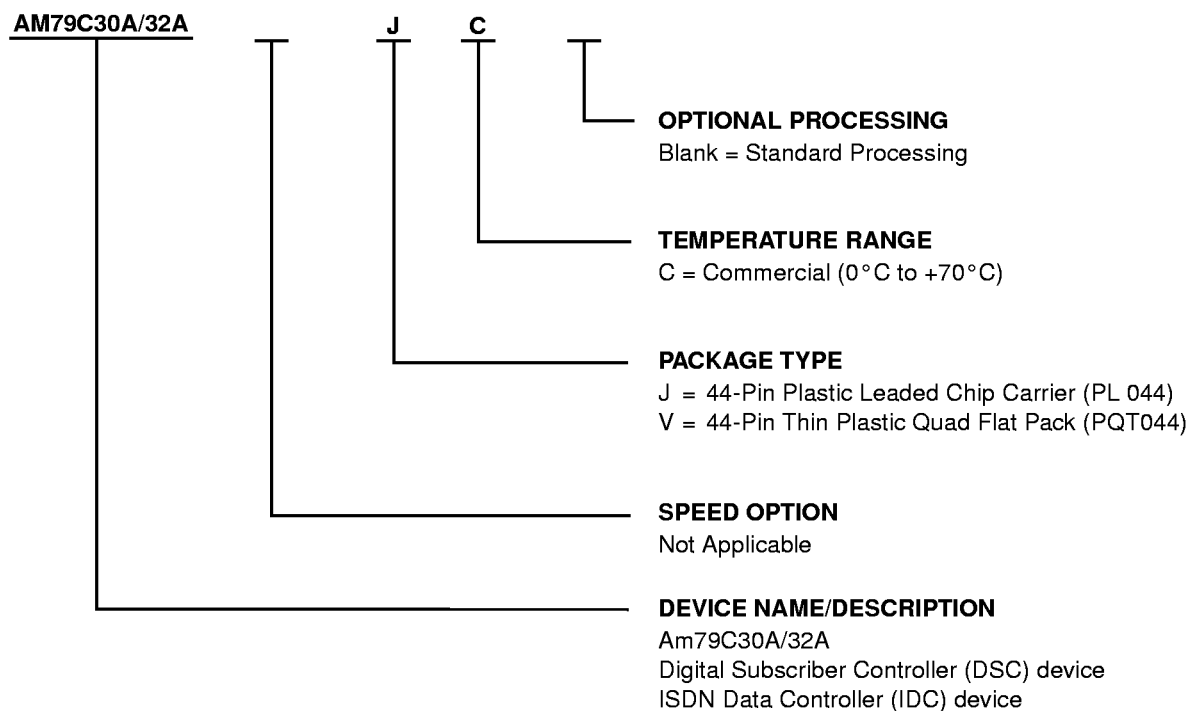 AM79C30A/32A J C
OPTIONAL PROCESSING
Blank = Standard Processing
TEMPERATURE RANGE
C = Commercial (0°C to +70°C)
PACKAGE TYPE
J = 44-Pin Plastic Leaded Chip Carrier (PL 044)
V = 44-Pin Thin Plastic Quad Flat Pack (PQT044)
SPEED OPTION
Not Applicable
DEVICE NAME/DESCRIPTION
Am79C30A/32A
Digital Subscriber Controller (DSC) device
ISDN Data Controller (IDC) device